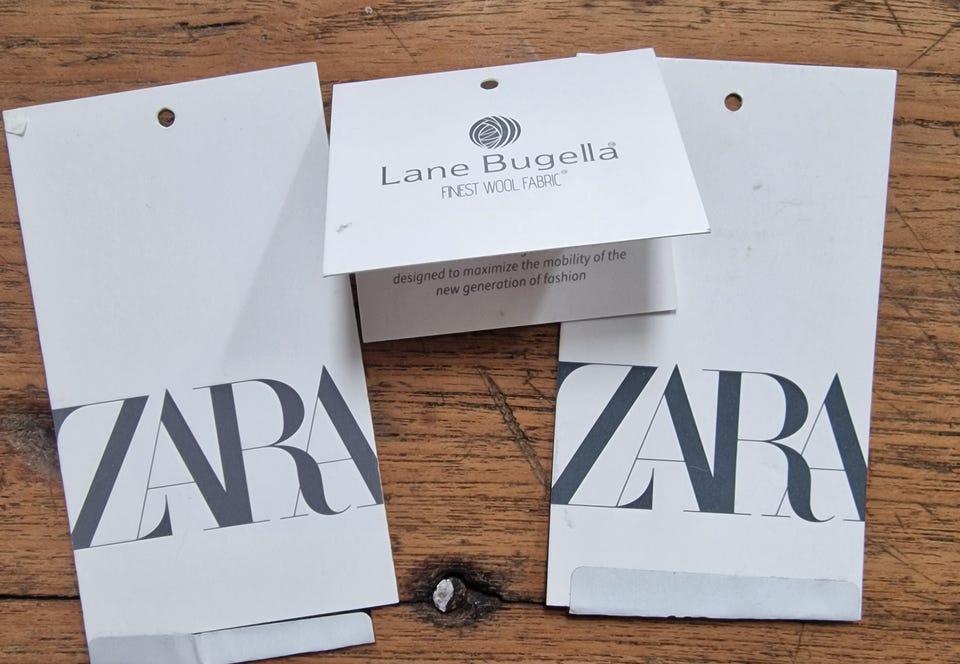 Lane Bugella®
FINEST WOOL FABRIC®
designed to maximize the mobility of the
new generation of fashion
ZARA
ZARA